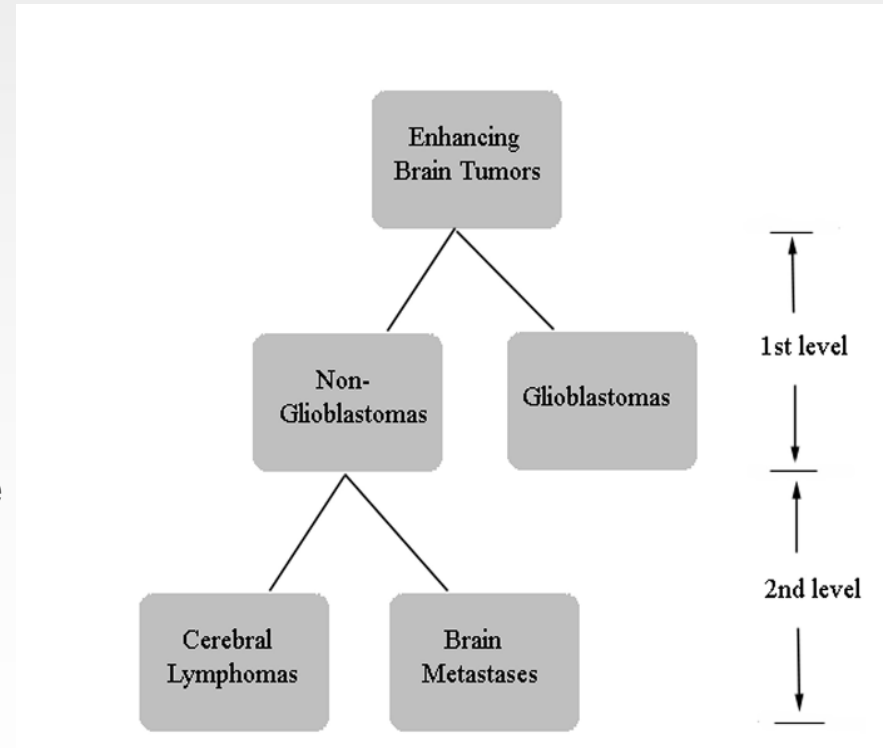 Enhancing
Brain Tumors
1st level
Non-
Glioblastomas
Glioblastomas
2nd level
Cerebral
Lymphomas
Brain
Metastases